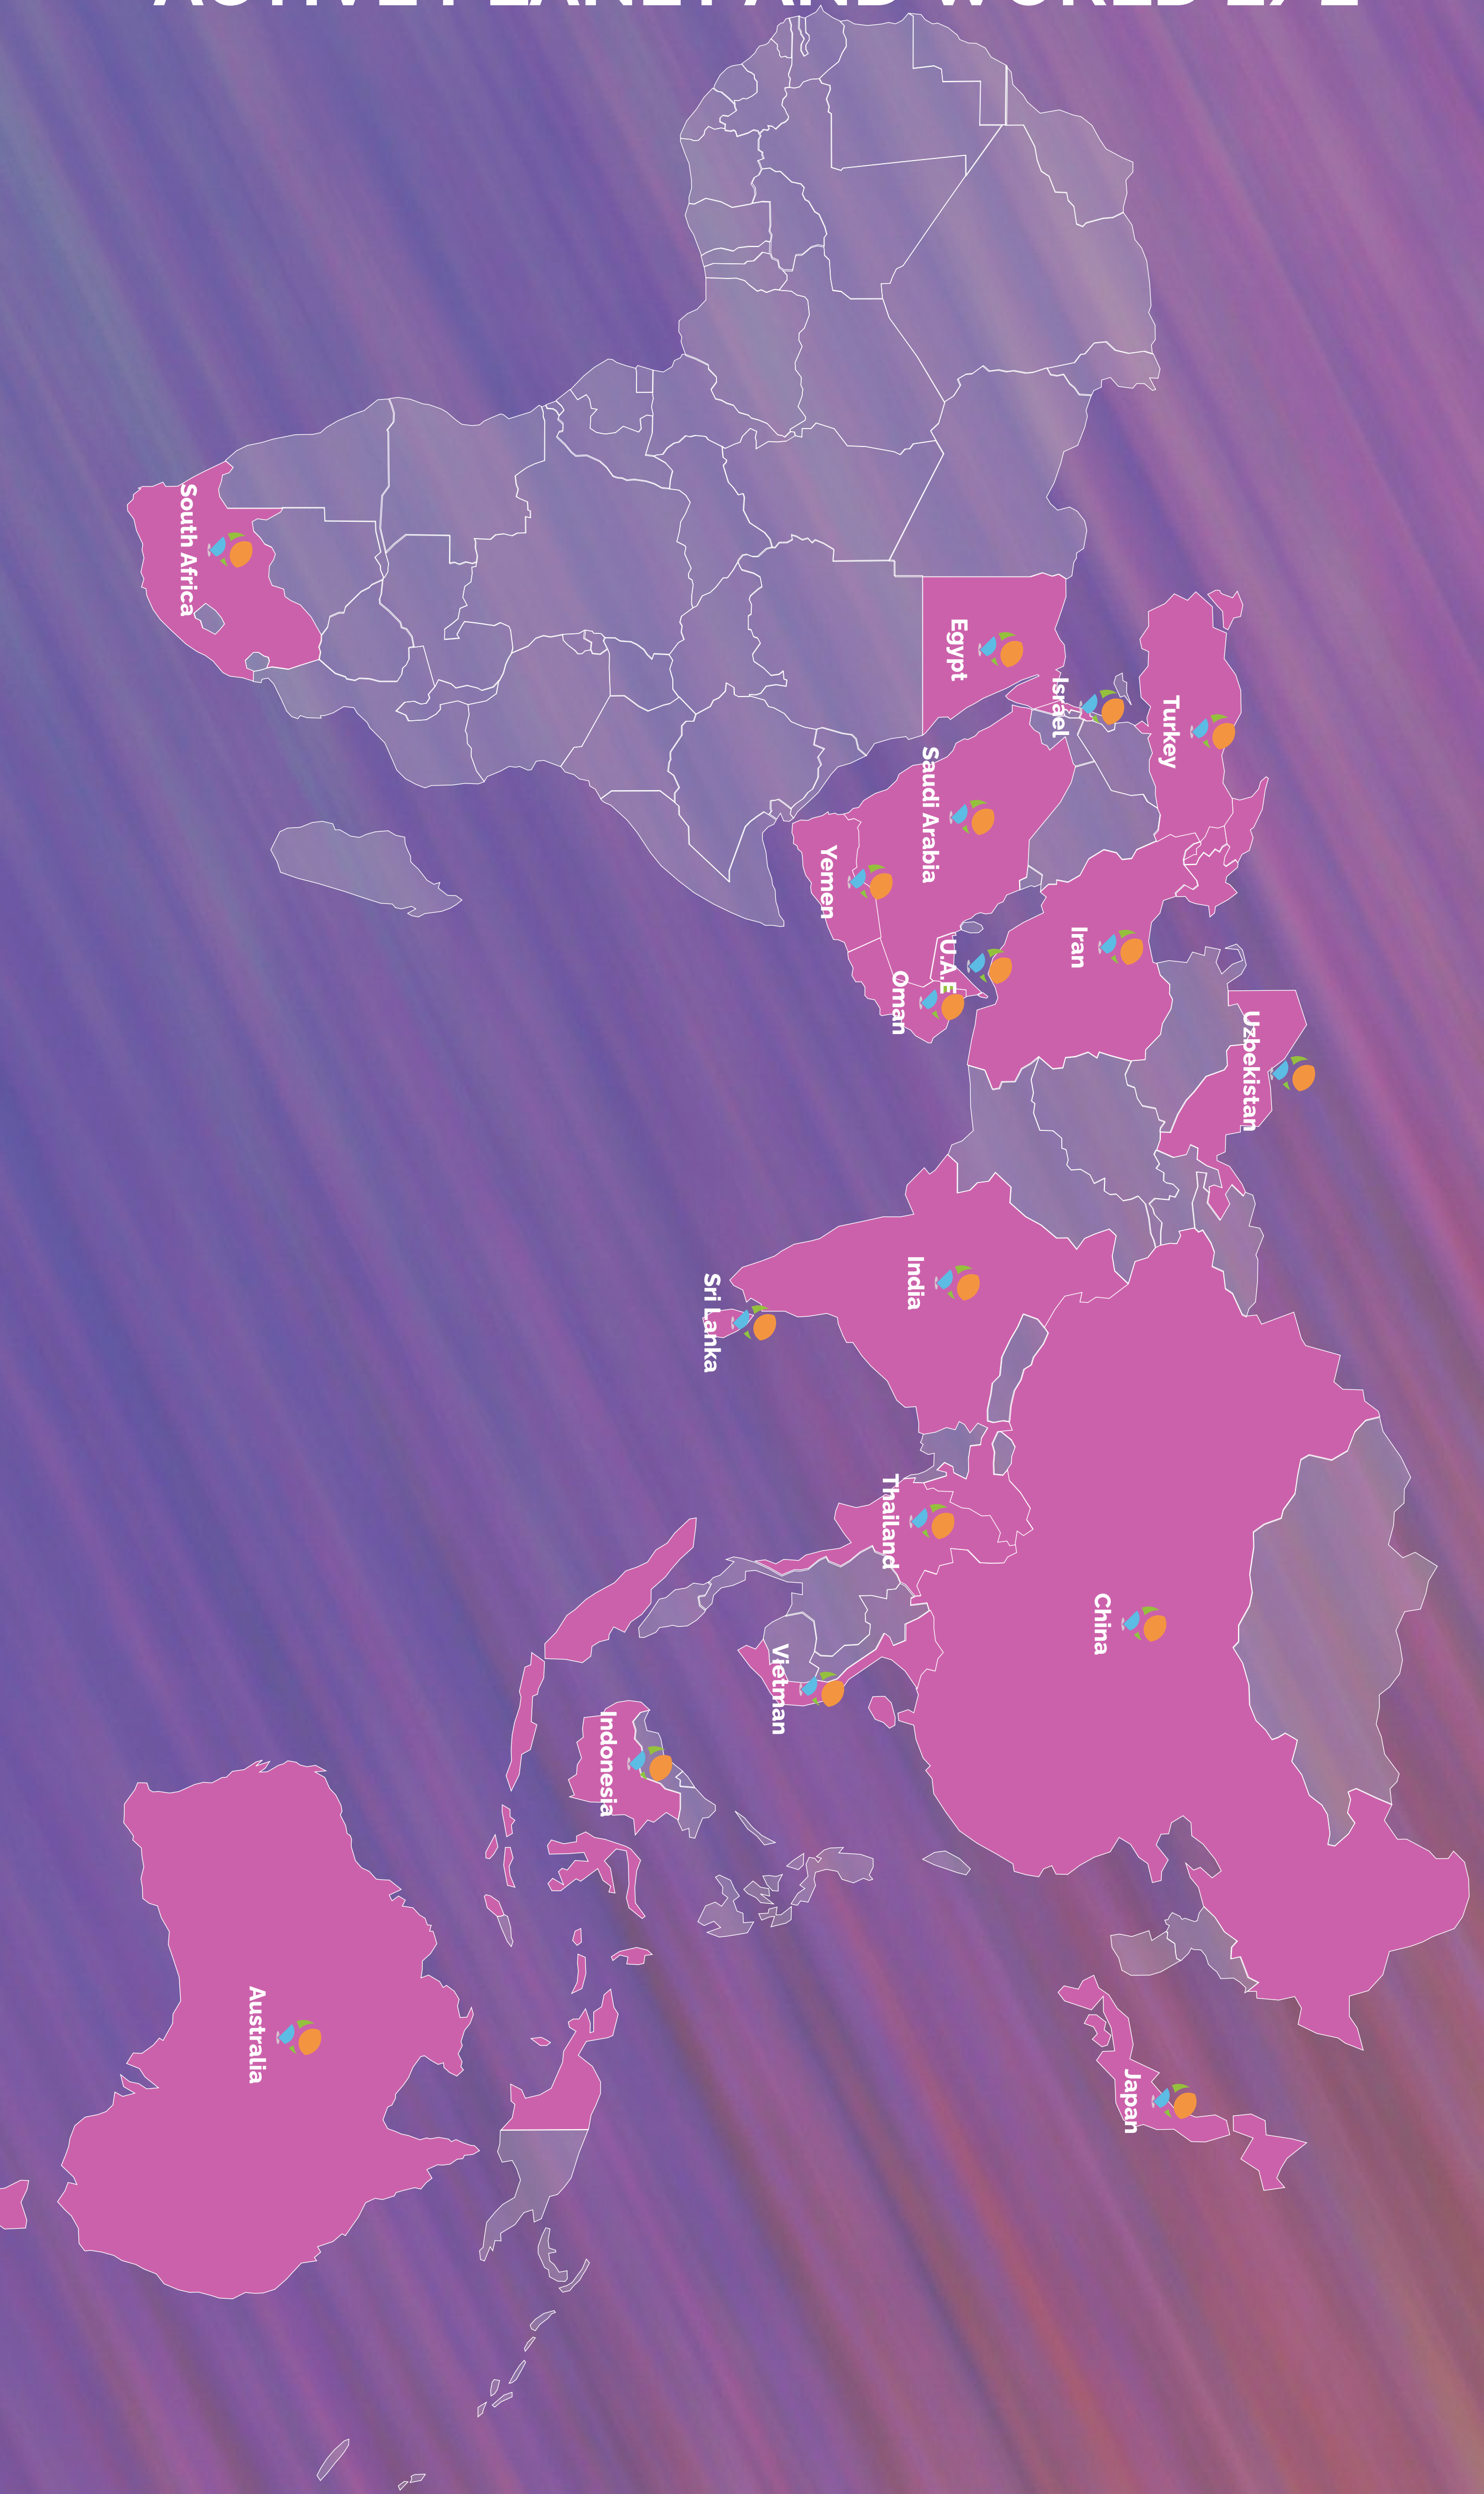 Uzbekistan
Turkey
Japan
China
Iran
Israel
Egypt
U.A.E
Saudi Arabia
India
Oman
Thailand
Yemen
Vietman
Sri Lanka
Indonesia
Australia
South Africa